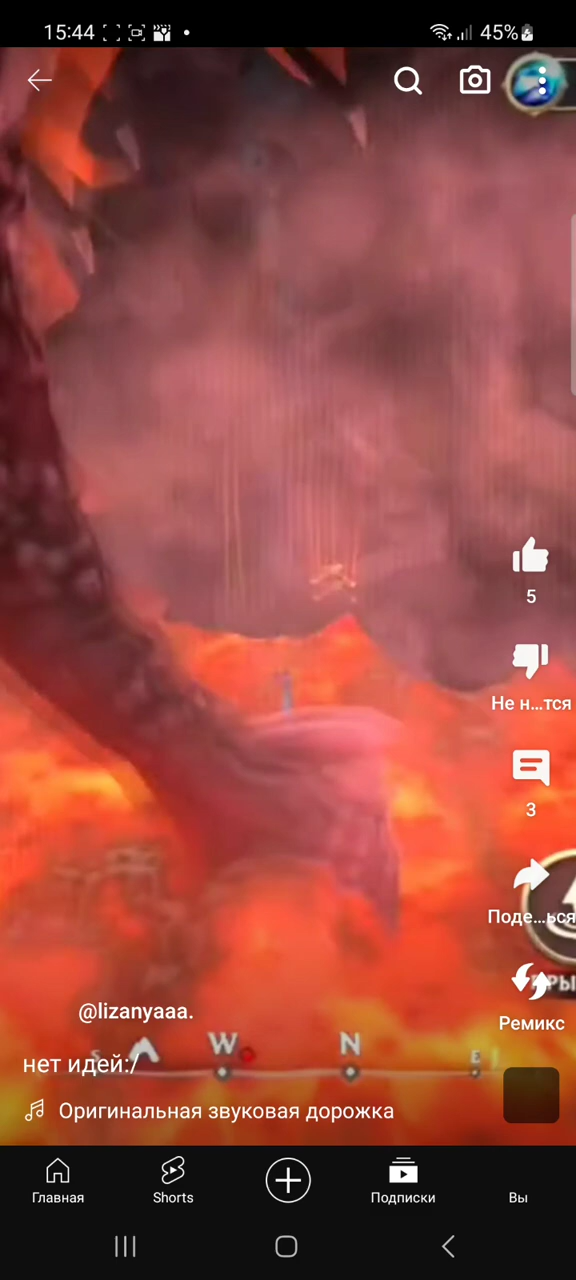 15:44
45%
5
Не н...тся
3
Поде...ься
РЫ
Ремикс
@lizanyaaa.
нет идей:/
S W N E
Оригинальная звуковая дорожка
Главная
Shorts
Подписки
Вы